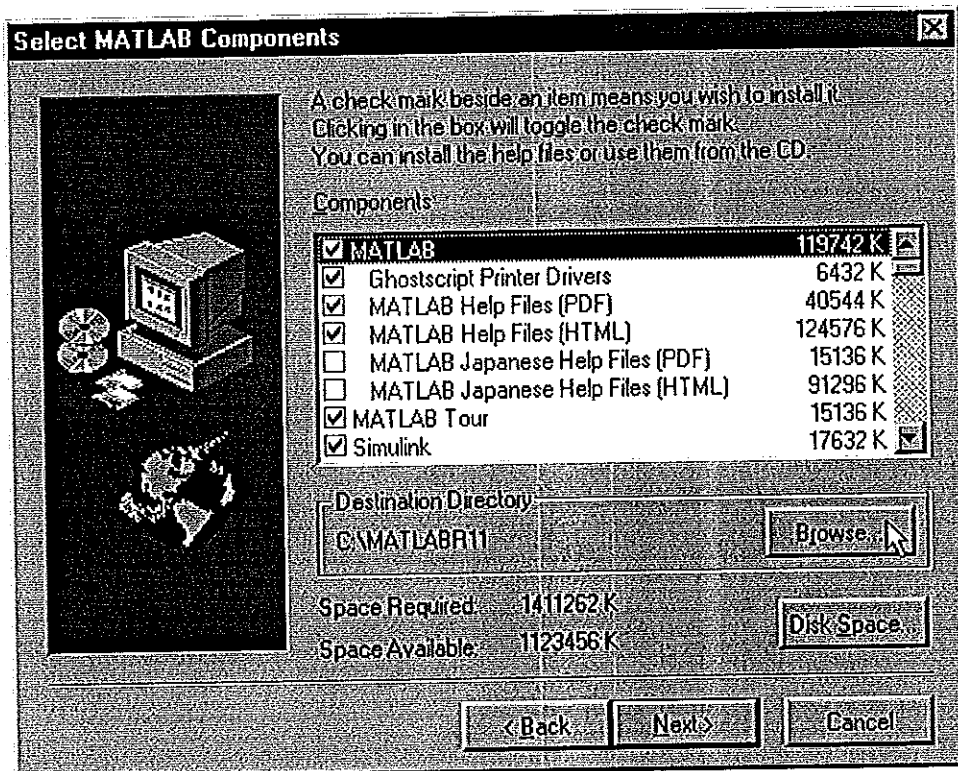 Select MATLAB Components
A check mark beside an item means you wish to install it.
Clicking in the box will toggle the check mark.
You can install the help files or use them from the CD.
Components
MATLAB 119742 K
Ghostscript Printer Drivers 6432 K
MATLAB Help Files (PDF) 40544 K
MATLAB Help Files (HTML) 124576 K
MATLAB Japanese Help Files (PDF) 15136 K
MATLAB Japanese Help Files (HTML) 91296 K
MATLAB Tour 15136 K
Simulink 17632 K
Destination Directory
C:\MATLABR11
Browse...
Space Required: 1411262 K
Space Available: 1123456 K
Disk Space...
< Back Next > Cancel